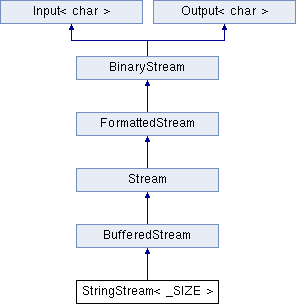 Input< char >
Output< char >
BinaryStream
FormattedStream
Stream
BufferedStream
StringStream< _SIZE >